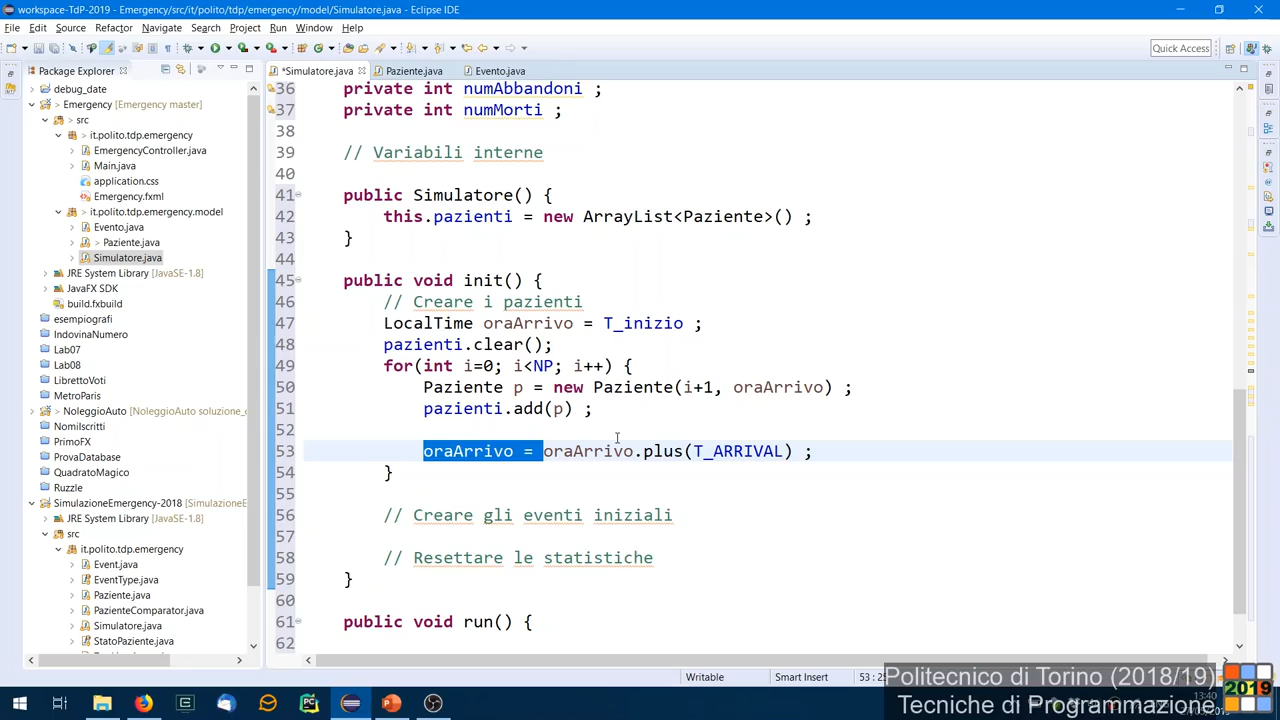 workspace-TdP-2019 - Emergency/src/it/polito/tdp/emergency/model/Simulatore.java - Eclipse IDE
File Edit Source Refactor Navigate Search Project Run Window Help
Quick Access
Package Explorer
*Simulatore.java Paziente.java Evento.java
debug_date
> Emergency [Emergency master]
> src
> it.polito.tdp.emergency
EmergencyController.java
Main.java
application.css
Emergency.fxml
> it.polito.tdp.emergency.model
Evento.java
> Paziente.java
Simulatore.java
JRE System Library [JavaSE-1.8]
JavaFX SDK
build.fxbuild
esempiografi
IndovinaNumero
Lab07
Lab08
LibrettoVoti
MetroParis
> NoleggioAuto [NoleggioAuto soluzione_
NomiIscritti
PrimoFX
ProvaDatabase
QuadratoMagico
Ruzzle
SimulazioneEmergency-2018 [Simulazione
JRE System Library [JavaSE-1.8]
src
it.polito.tdp.emergency
Event.java
EventType.java
Paziente.java
PazienteComparator.java
Simulatore.java
StatoPaziente.java
36 private int numAbbandoni ;
37 private int numMorti ;
38
39 // Variabili interne
40
41 public Simulatore() {
42 this.pazienti = new ArrayList<Paziente>() ;
43 }
44
45 public void init() {
46 // Creare i pazienti
47 LocalTime oraArrivo = T_inizio ;
48 pazienti.clear();
49 for(int i=0; i<NP; i++) {
50 Paziente p = new Paziente(i+1, oraArrivo) ;
51 pazienti.add(p) ;
52
53 oraArrivo = oraArrivo.plus(T_ARRIVAL) ;
54 }
55
56 // Creare gli eventi iniziali
57
58 // Resettare le statistiche
59 }
60
61 public void run() {
62
Writable Smart Insert 53 : 2
Politecnico di Torino (2018/19)
Tecniche di Programmazione
2019
13:40